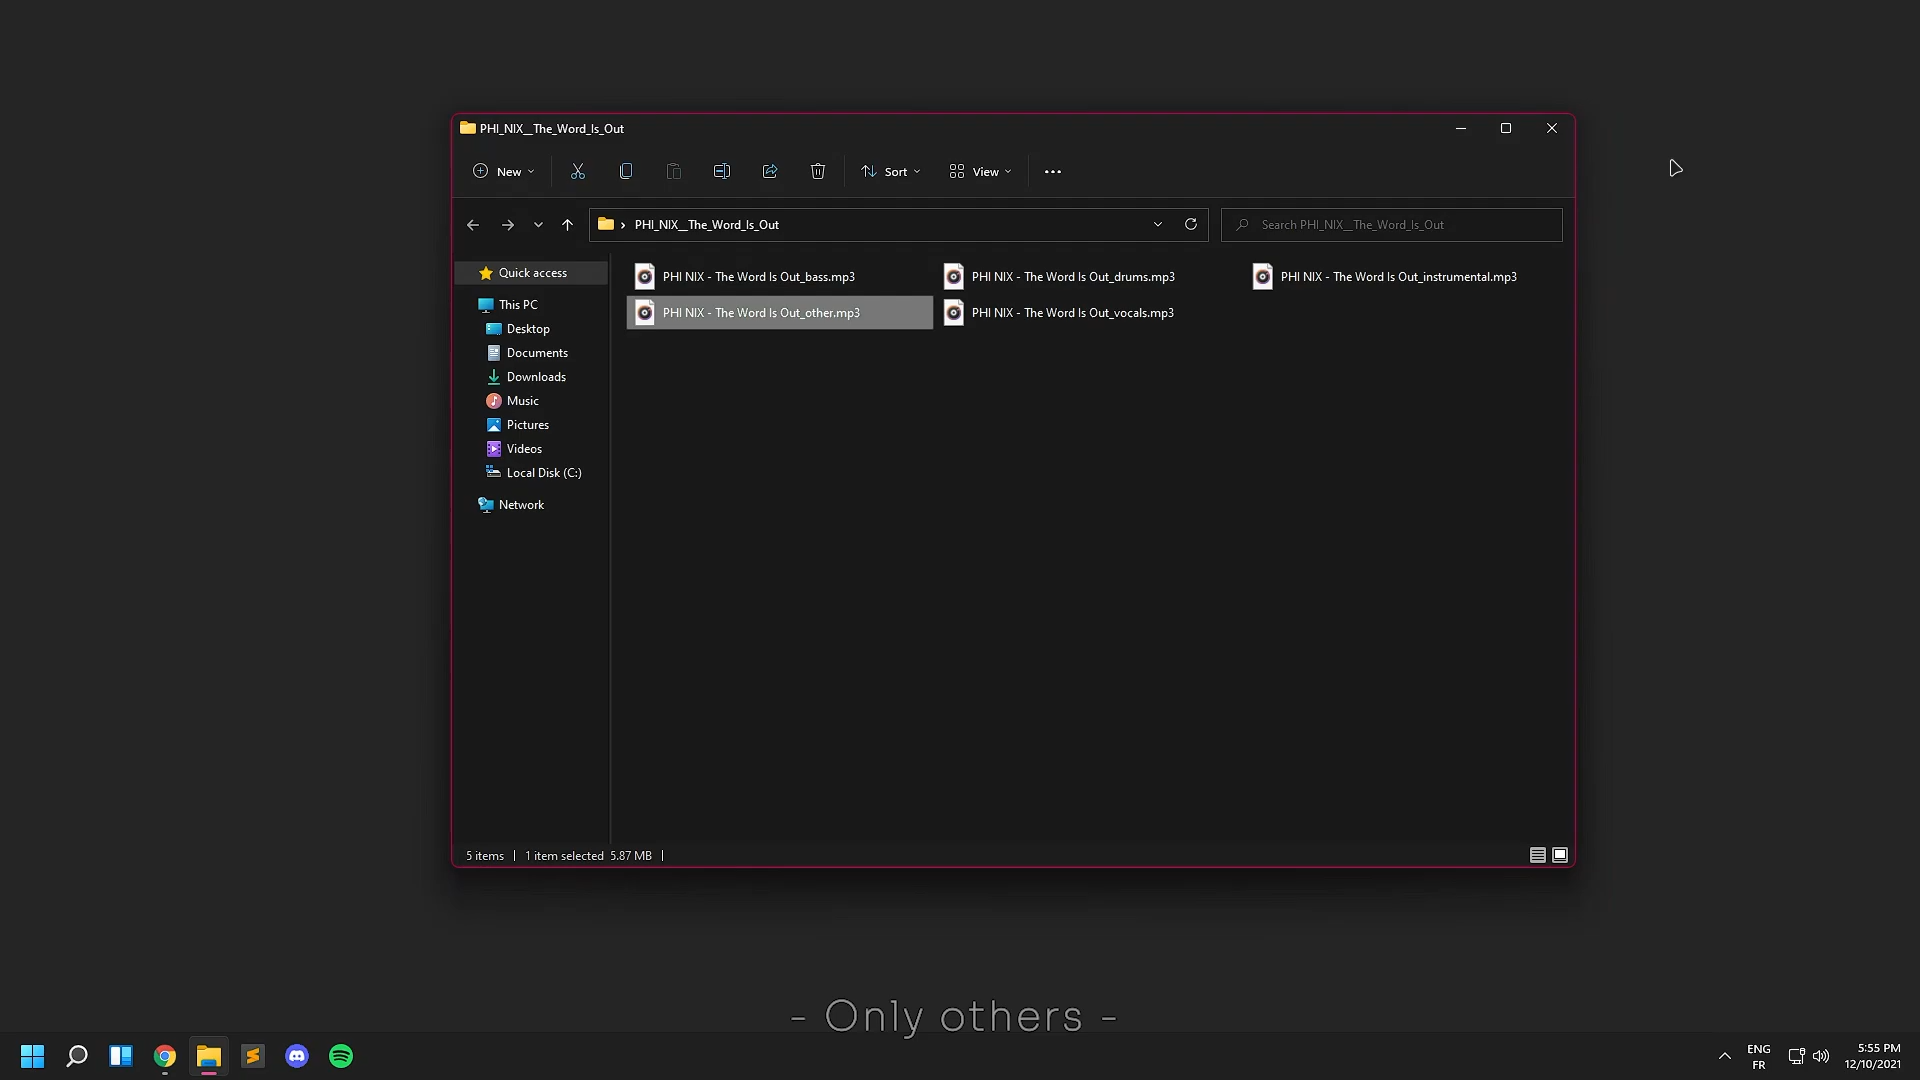 PHI_NIX__The_Word_Is_Out
New
Sort
View
PHI_NIX__The_Word_Is_Out
Search PHI_NIX__The_Word_Is_Out
Quick access
This PC
Desktop
Documents
Downloads
Music
Pictures
Videos
Local Disk (C:)
Network
PHI NIX - The Word Is Out_bass.mp3
PHI NIX - The Word Is Out_drums.mp3
PHI NIX - The Word Is Out_instrumental.mp3
PHI NIX - The Word Is Out_other.mp3
PHI NIX - The Word Is Out_vocals.mp3
5 items | 1 item selected 5.87 MB |
- Only others -
ENG
FR
5:55 PM
12/10/2021